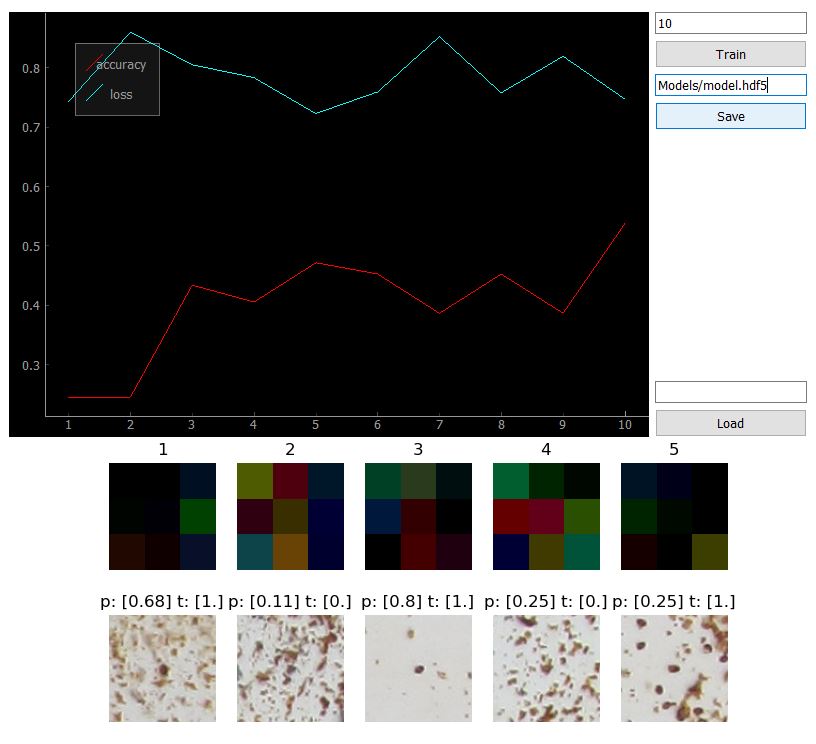 10
Train
Models/model.hdf5
Save
accuracy
loss
0.8
0.7
0.6
0.5
0.4
0.3
1 2 3 4 5 6 7 8 9 10
Load
1 2 3 4 5
p: [0.68] t: [1.] p: [0.11] t: [0.] p: [0.8] t: [1.] p: [0.25] t: [0.] p: [0.25] t: [1.]